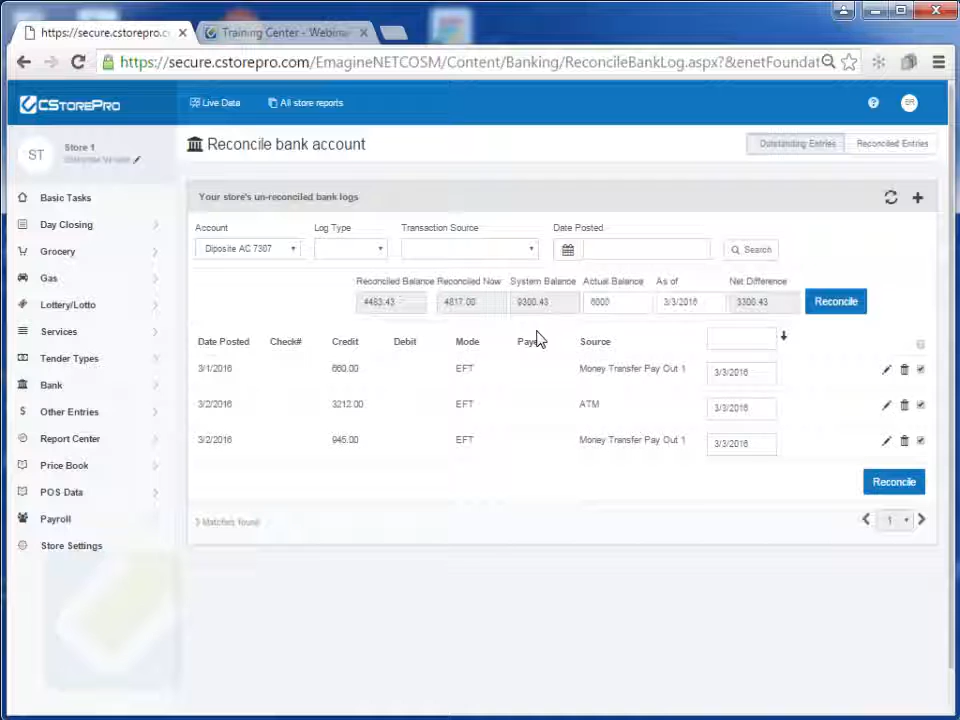 https://secure.cstorepro.c
Training Center - Webina
https://secure.cstorepro.com/EmagineNETCOSM/Content/Banking/ReconcileBankLog.aspx?&enetFoundat
CSTOREPRO
Live Data
All store reports
?
ER
ST
Store 1
Reconcile bank account
Outstanding Entries
Reconciled Entries
Basic Tasks
Day Closing
Grocery
Gas
Lottery/Lotto
Services
Tender Types
Bank
Other Entries
Report Center
Price Book
POS Data
Payroll
Store Settings
Your store's un-reconciled bank logs
Account
Log Type
Transaction Source
Date Posted
Diposite AC 7307
Search
Reconciled Balance Reconciled Now System Balance Actual Balance As of Net Difference
4483.43 4817.00 9300.43 6000 3/3/2016 3300.43 Reconcile
Date Posted Check# Credit Debit Mode Source
3/1/2016 660.00 EFT Money Transfer Pay Out 1 3/3/2016
3/2/2016 3212.00 EFT ATM 3/3/2016
3/2/2016 945.00 EFT Money Transfer Pay Out 1 3/3/2016
Reconcile
3 Matches found
1